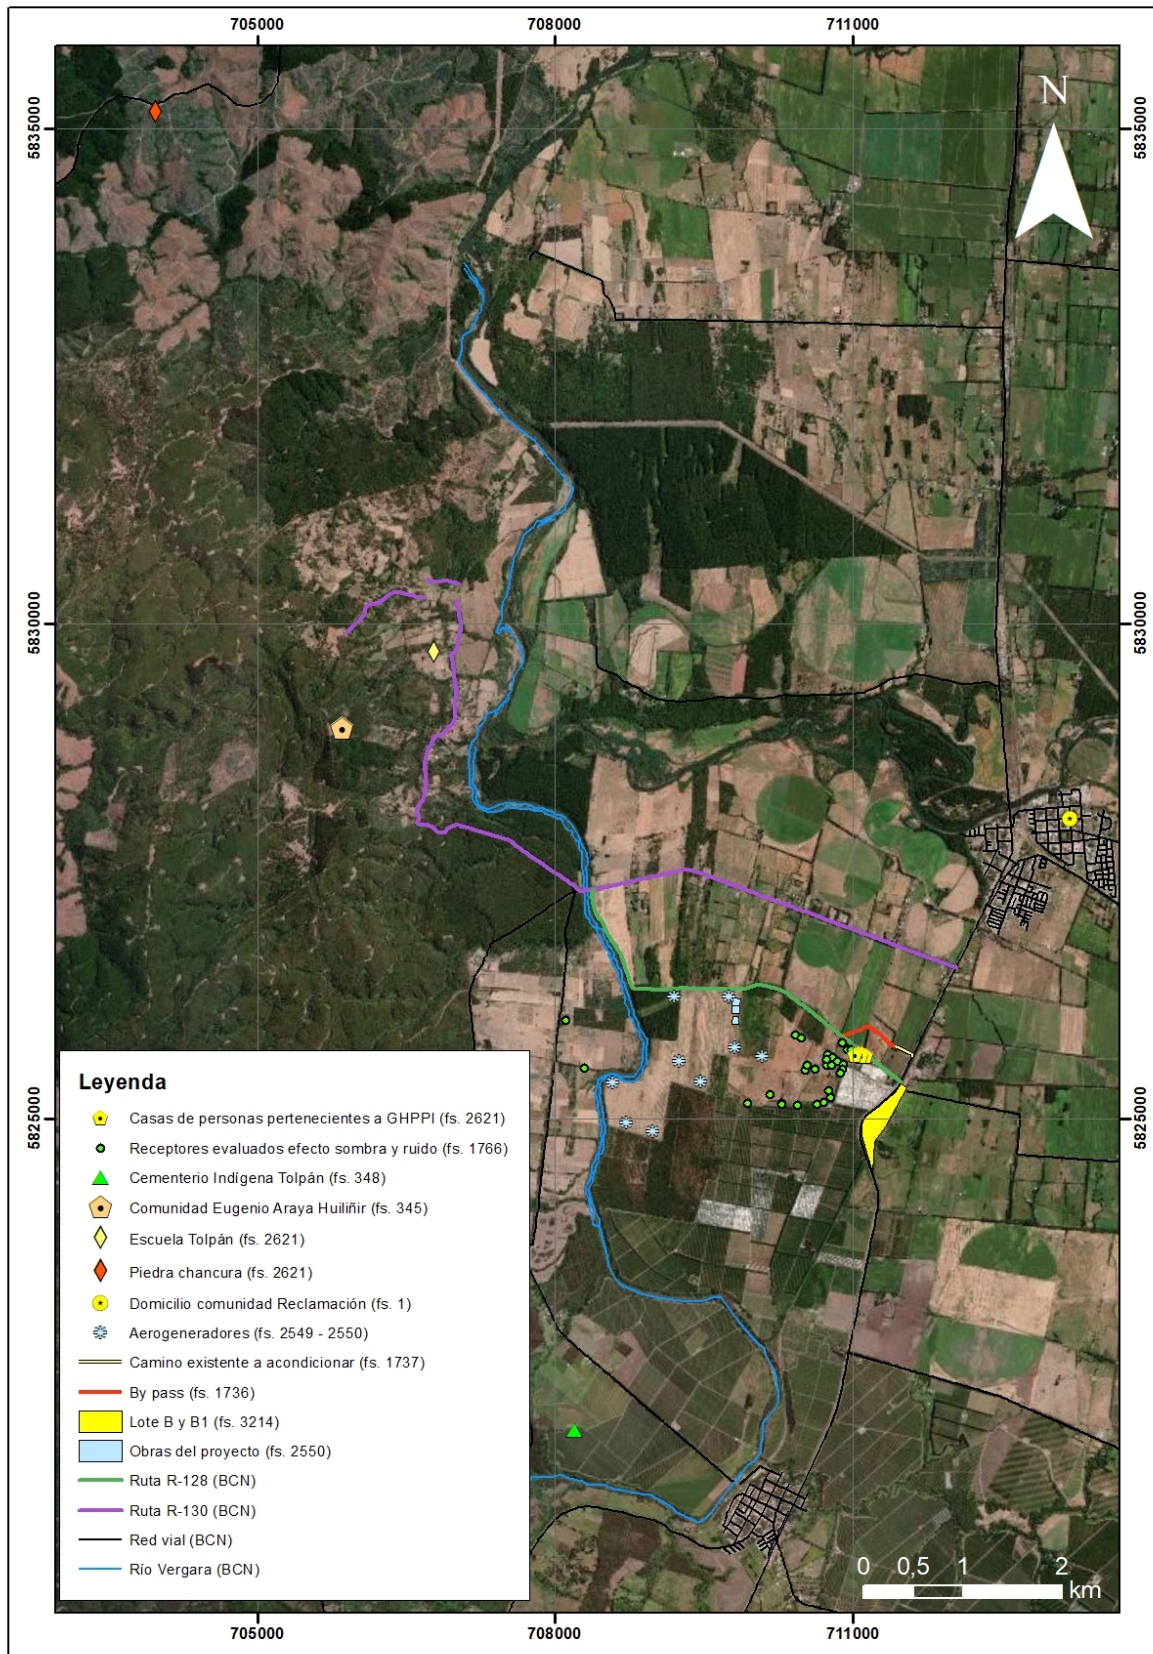 705000
708000
711000
5835000
5835000
N
5830000
5830000
5825000
5825000
Leyenda
Casas de personas pertenecientes a GHPPI (fs. 2621)
Receptores evaluados efecto sombra y ruido (fs. 1766)
Cementerio Indígena Tolpán (fs. 348)
Comunidad Eugenio Araya Huiliñir (fs. 345)
Escuela Tolpán (fs. 2621)
Piedra chancura (fs. 2621)
Domicilio comunidad Reclamación (fs. 1)
Aerogeneradores (fs. 2549 - 2550)
Camino existente a acondicionar (fs. 1737)
By pass (fs. 1736)
Lote B y B1 (fs. 3214)
Obras del proyecto (fs. 2550)
Ruta R-128 (BCN)
Ruta R-130 (BCN)
Red vial (BCN)
Río Vergara (BCN)
0 0,5 1 2
km
705000
708000
711000